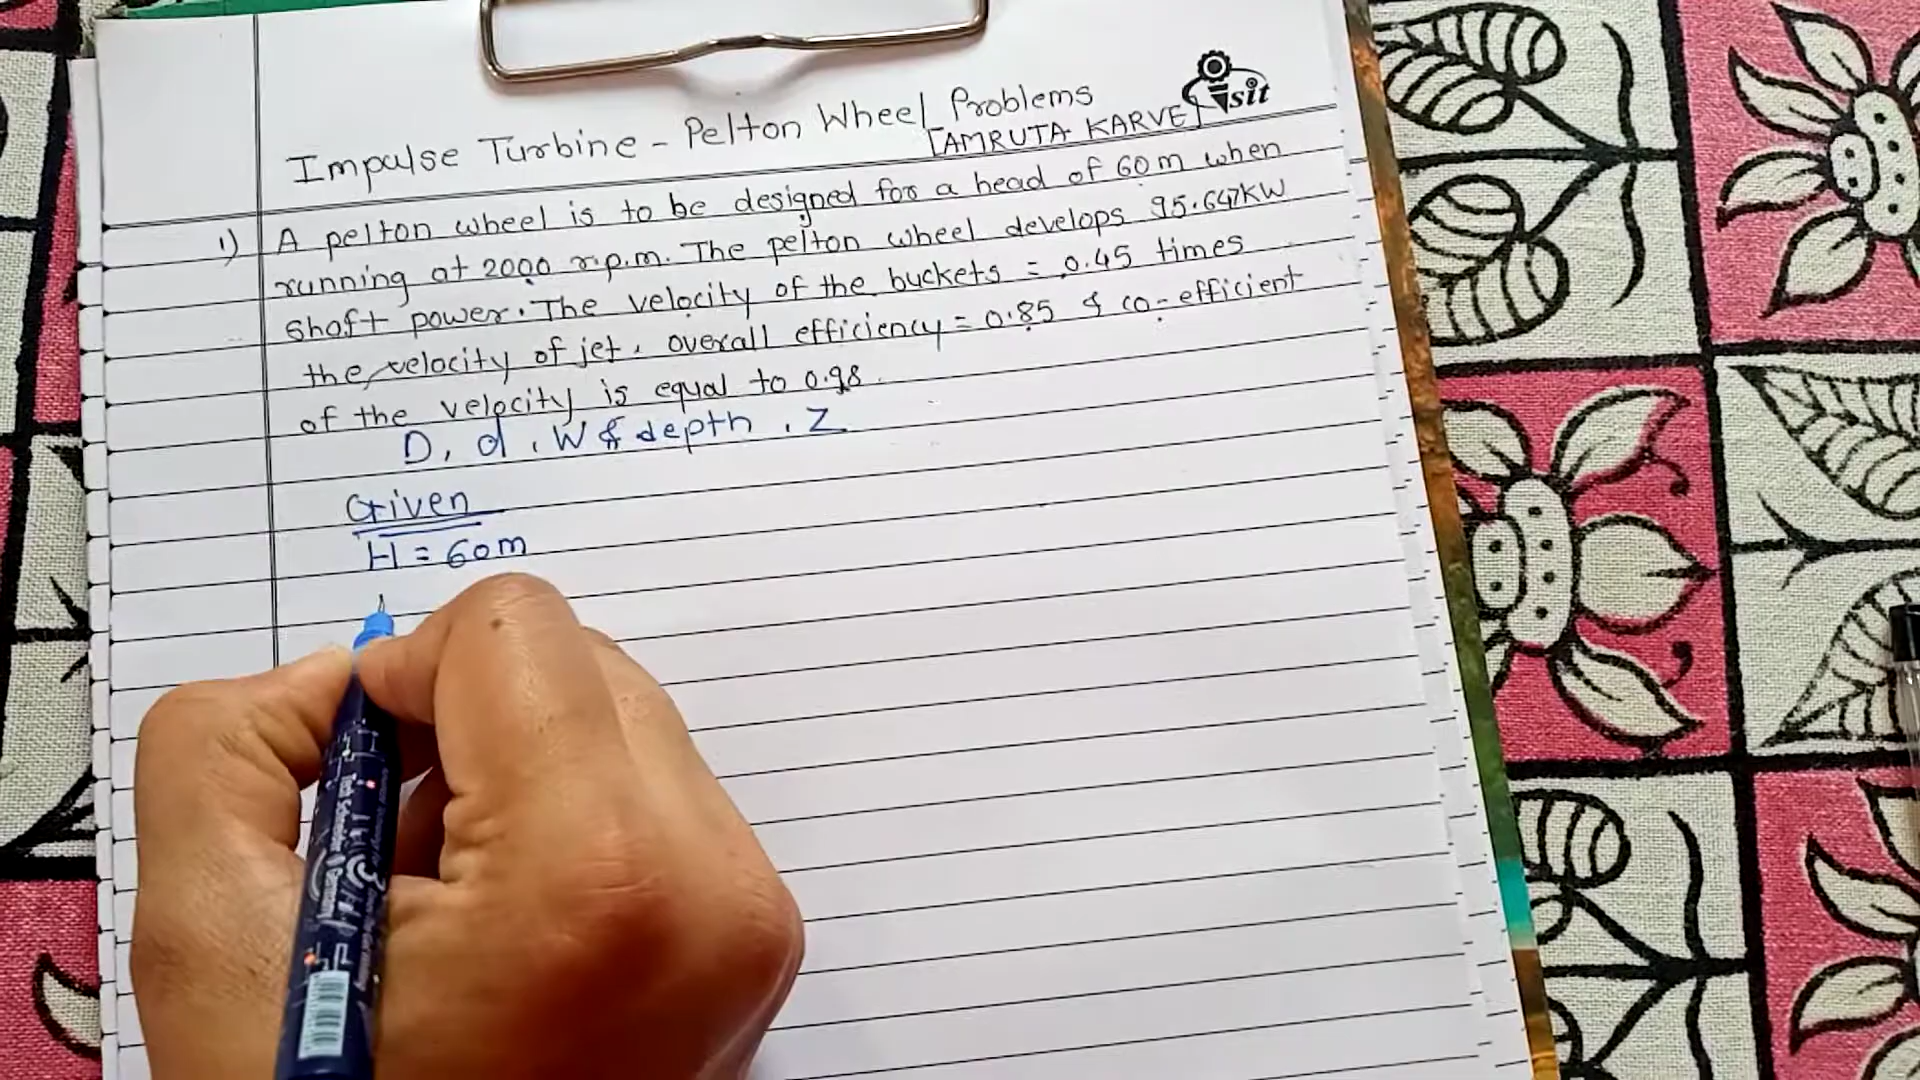 Impulse Turbine - Pelton Wheel Problems
isit
[AMRUTA KARVE]
1) A pelton wheel is to be designed for a head of 60m when
running at 2000 r.p.m. The pelton wheel develops 95.647KW
shaft power. The velocity of the buckets = 0.45 times
the velocity of jet, overall efficiency = 0.85 & co-efficient
of the velocity is equal to 0.98.
D, d, W & depth, Z
Given
H = 60m